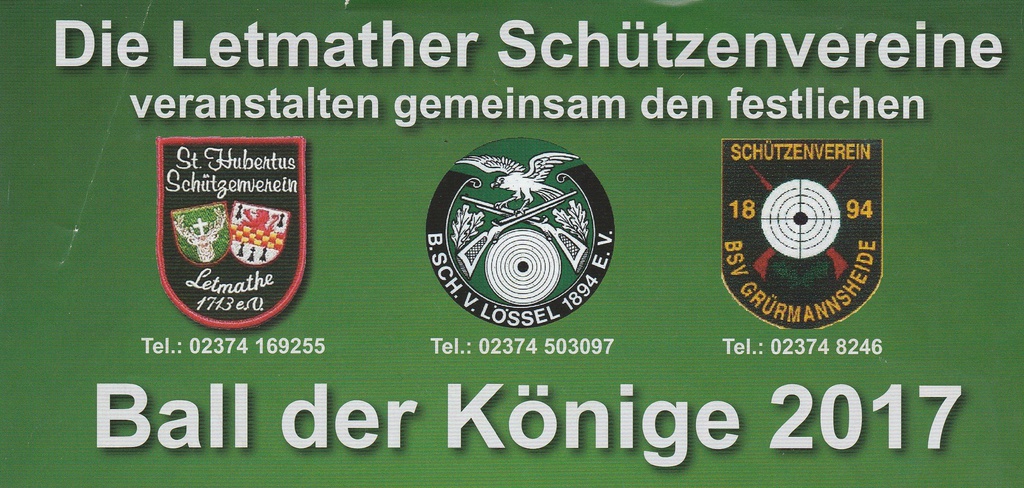 Die Letmather Schützenvereine
veranstalten gemeinsam den festlichen
St. Hubertus
Schützenverein
Letmathe
1713 e.V.
B. SCH. V. LÖSSEL 1894 E. V.
SCHÜTZENVEREIN
18 94
BSV GRÜRMANNSHEIDE
Tel.: 02374 169255
Tel.: 02374 503097
Tel.: 02374 8246
Ball der Könige 2017